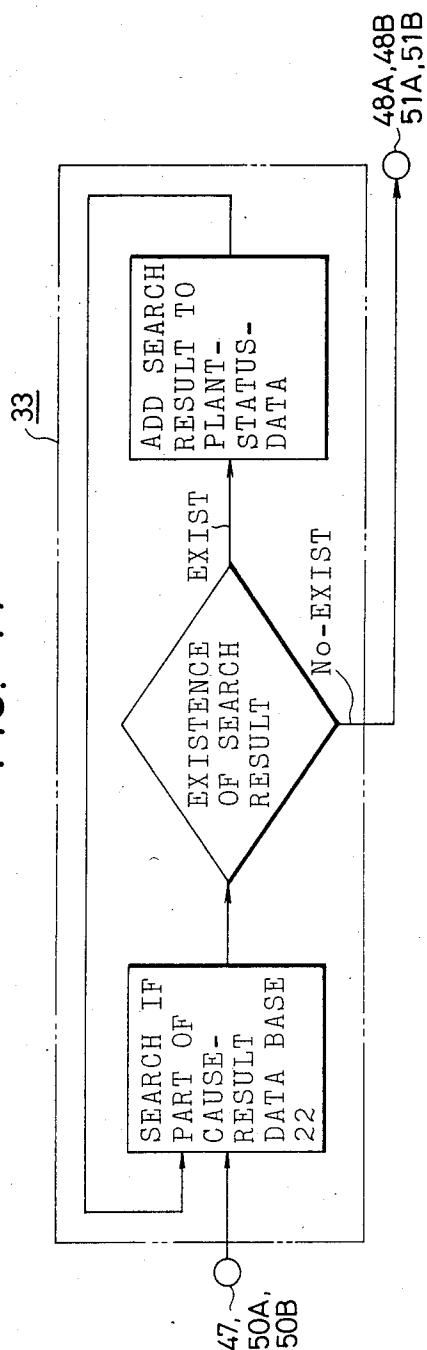 FIG.
33
SEARCH IF
PART OF
CAUSE-
RESULT
DATA BASE
22
EXISTENCE
OF SEARCH
RESULT
EXIST
ADD SEARCH
RESULT TO
PLANT-
STATUS-
DATA
No-EXIST
47,
50A,
50B
48A,48B
51A,51B